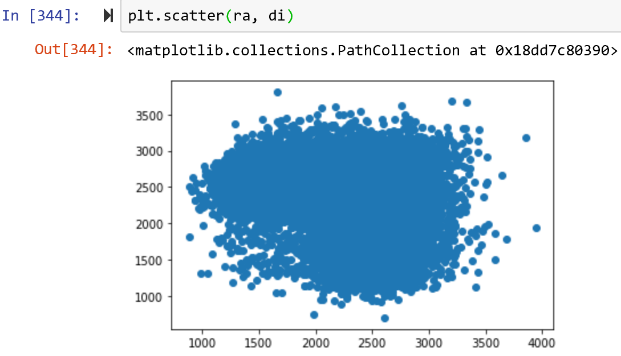 In [344]: plt.scatter(ra, di)
Out[344]: <matplotlib.collections.PathCollection at 0x18dd7c80390>
3500
3000
2500
2000
1500
1000
1000 1500 2000 2500 3000 3500 4000